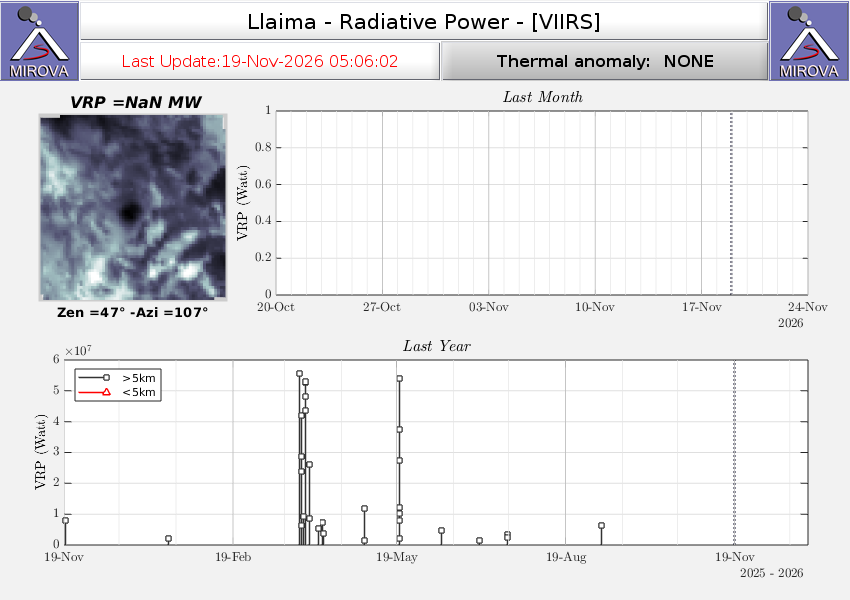 Llaima - Radiative Power - [VIIRS]
MIROVA
Last Update:19-Nov-2026 05:06:02
Thermal anomaly: NONE
MIROVA
VRP =NaN MW
Zen =47° -Azi =107°
Last Month
VRP (Watt)
1
0.8
0.6
0.4
0.2
0
20-Oct 27-Oct 03-Nov 10-Nov 17-Nov 24-Nov
2026
Last Year
×10⁷
VRP (Watt)
6
5
4
3
2
1
0
>5km
<5km
19-Nov 19-Feb 19-May 19-Aug 19-Nov
2025 - 2026